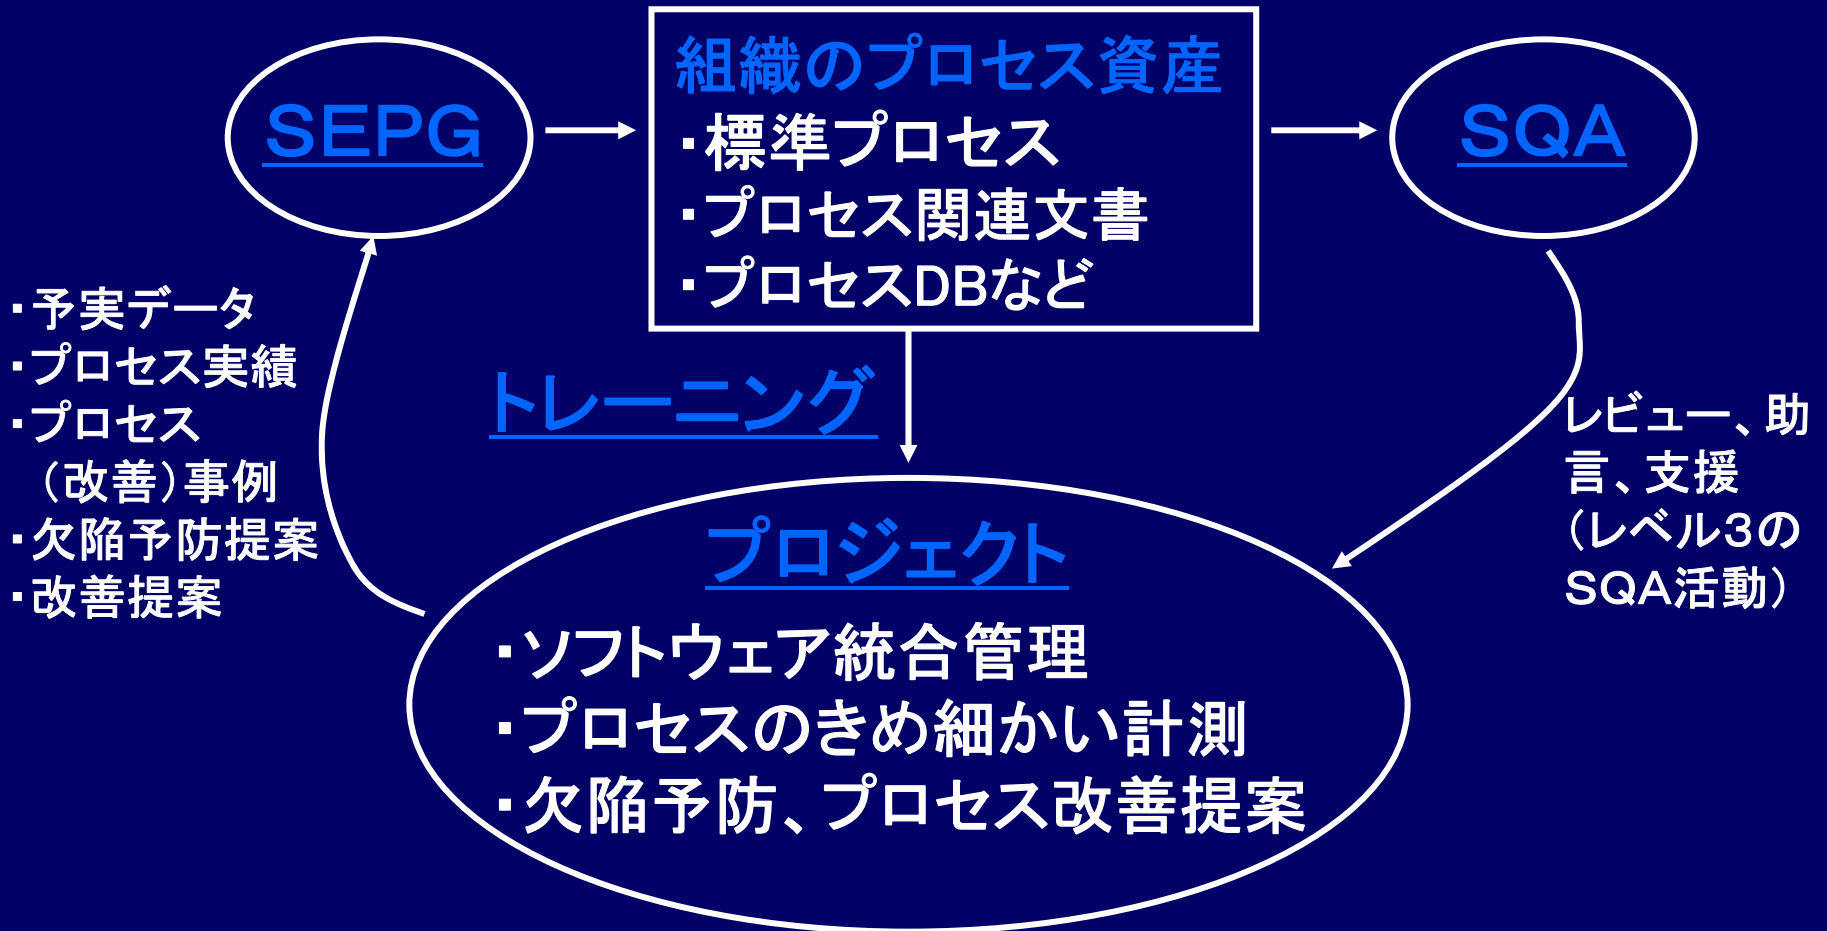 SEPG
組織のプロセス資産
・標準プロセス
・プロセス関連文書
・プロセスDBなど
SQA
・予実データ
・プロセス実績
・プロセス
（改善）事例
・欠陥予防提案
・改善提案
トレーニング
レビュー、助
言、支援
（レベル３の
SQA活動）
プロジェクト
・ソフトウェア統合管理
・プロセスのきめ細かい計測
・欠陥予防、プロセス改善提案